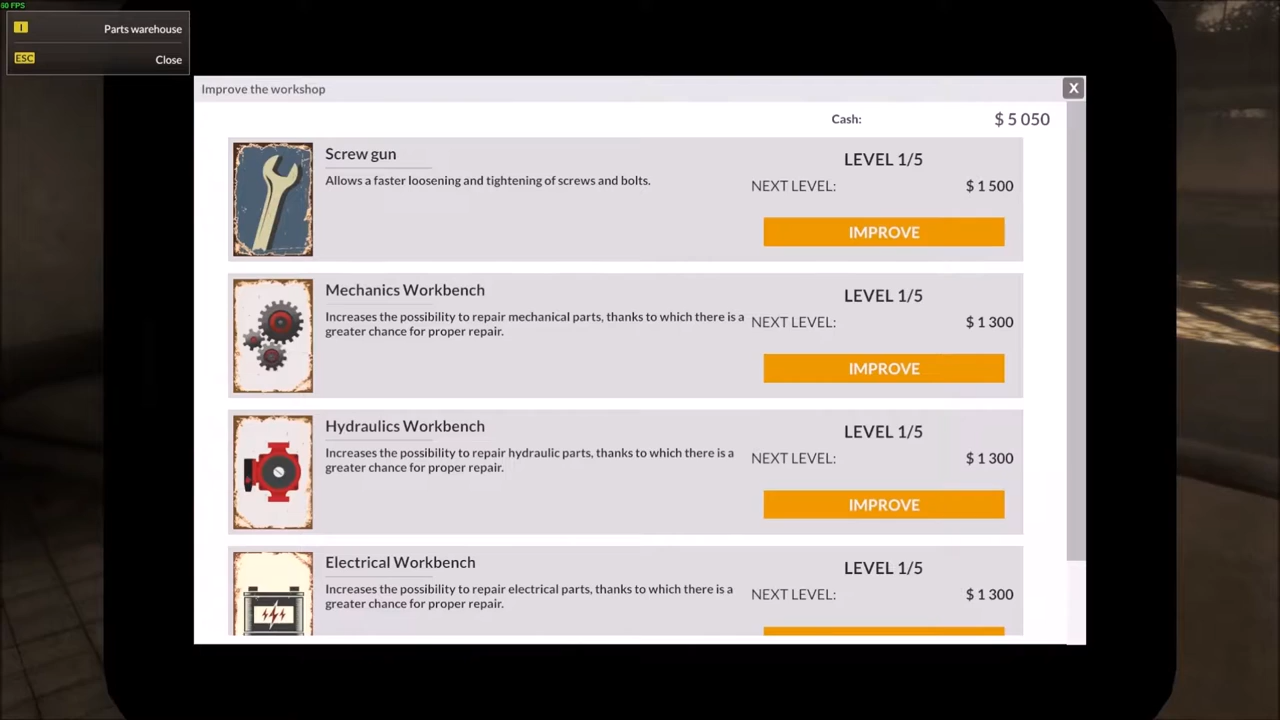 60 FPS
I Parts warehouse
ESC Close
Improve the workshop X
Cash: $ 5 050
Screw gun
Allows a faster loosening and tightening of screws and bolts.
LEVEL 1/5
NEXT LEVEL: $ 1 500
IMPROVE
Mechanics Workbench
Increases the possibility to repair mechanical parts, thanks to which there is a
greater chance for proper repair.
LEVEL 1/5
NEXT LEVEL: $ 1 300
IMPROVE
Hydraulics Workbench
Increases the possibility to repair hydraulic parts, thanks to which there is a
greater chance for proper repair.
LEVEL 1/5
NEXT LEVEL: $ 1 300
IMPROVE
Electrical Workbench
Increases the possibility to repair electrical parts, thanks to which there is a
greater chance for proper repair.
LEVEL 1/5
NEXT LEVEL: $ 1 300